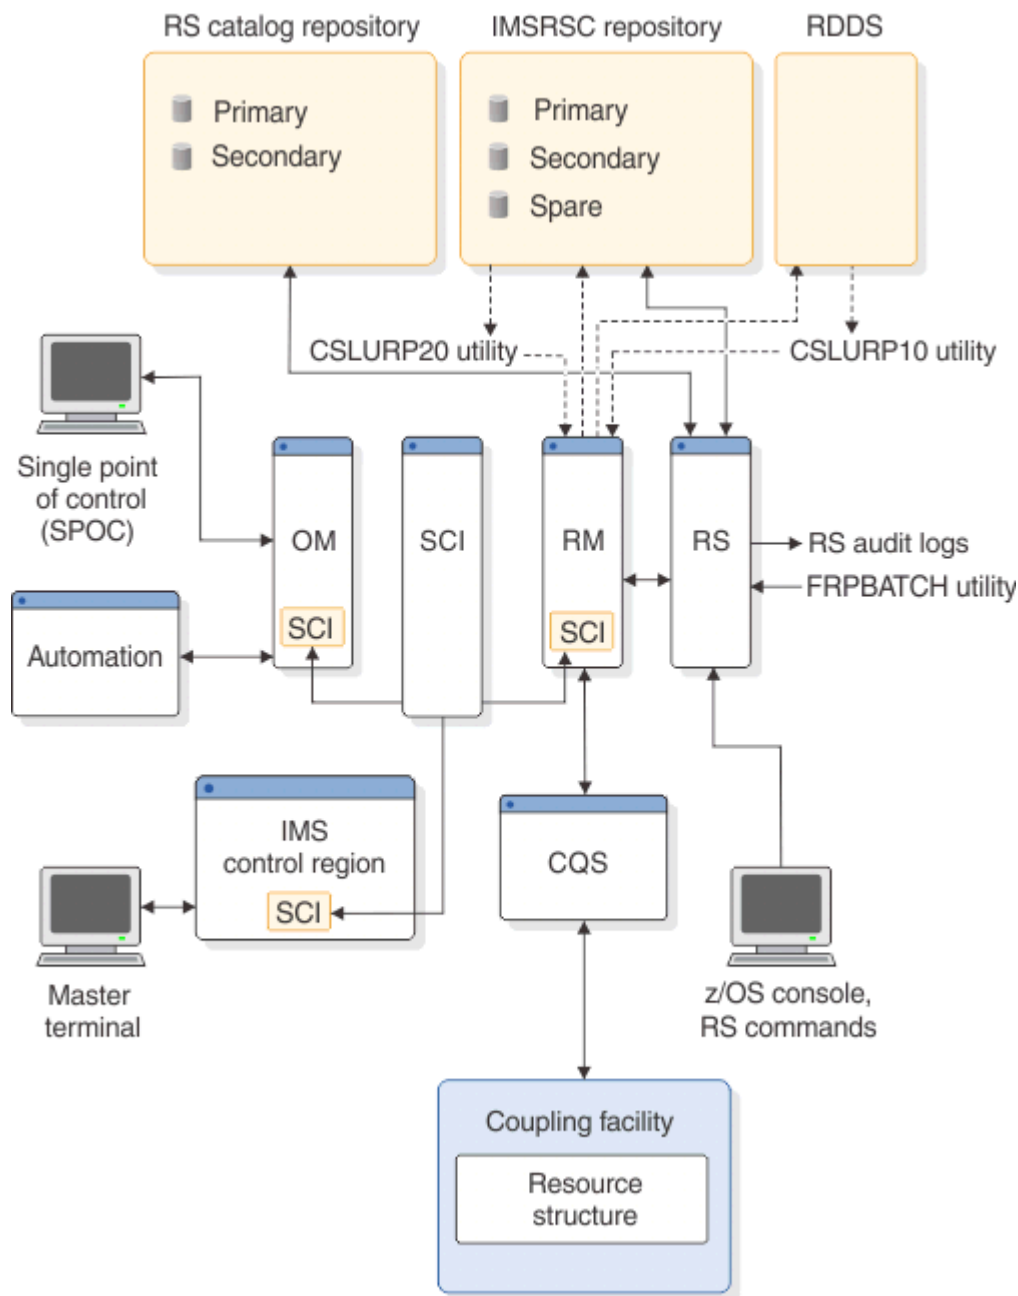 RS catalog repository
IMSRSC repository
RDDS
Primary
Secondary
Primary
Secondary
Spare
CSLURP20 utility
CSLURP10 utility
Single point
of control
(SPOC)
OM
SCI
SCI
RM
SCI
RS
RS audit logs
FRPBATCH utility
Automation
IMS
control region
SCI
CQS
Master
terminal
z/OS console,
RS commands
Coupling facility
Resource
structure